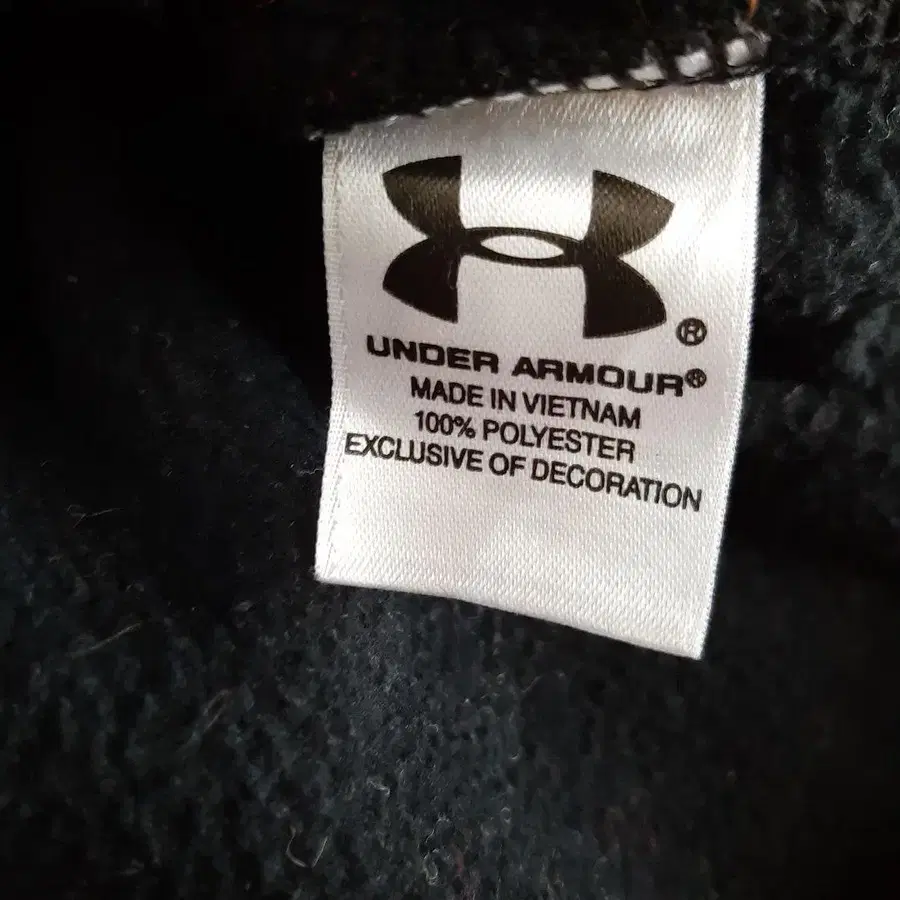 ®
UNDER ARMOUR®
MADE IN VIETNAM
100% POLYESTER
EXCLUSIVE OF DECORATION